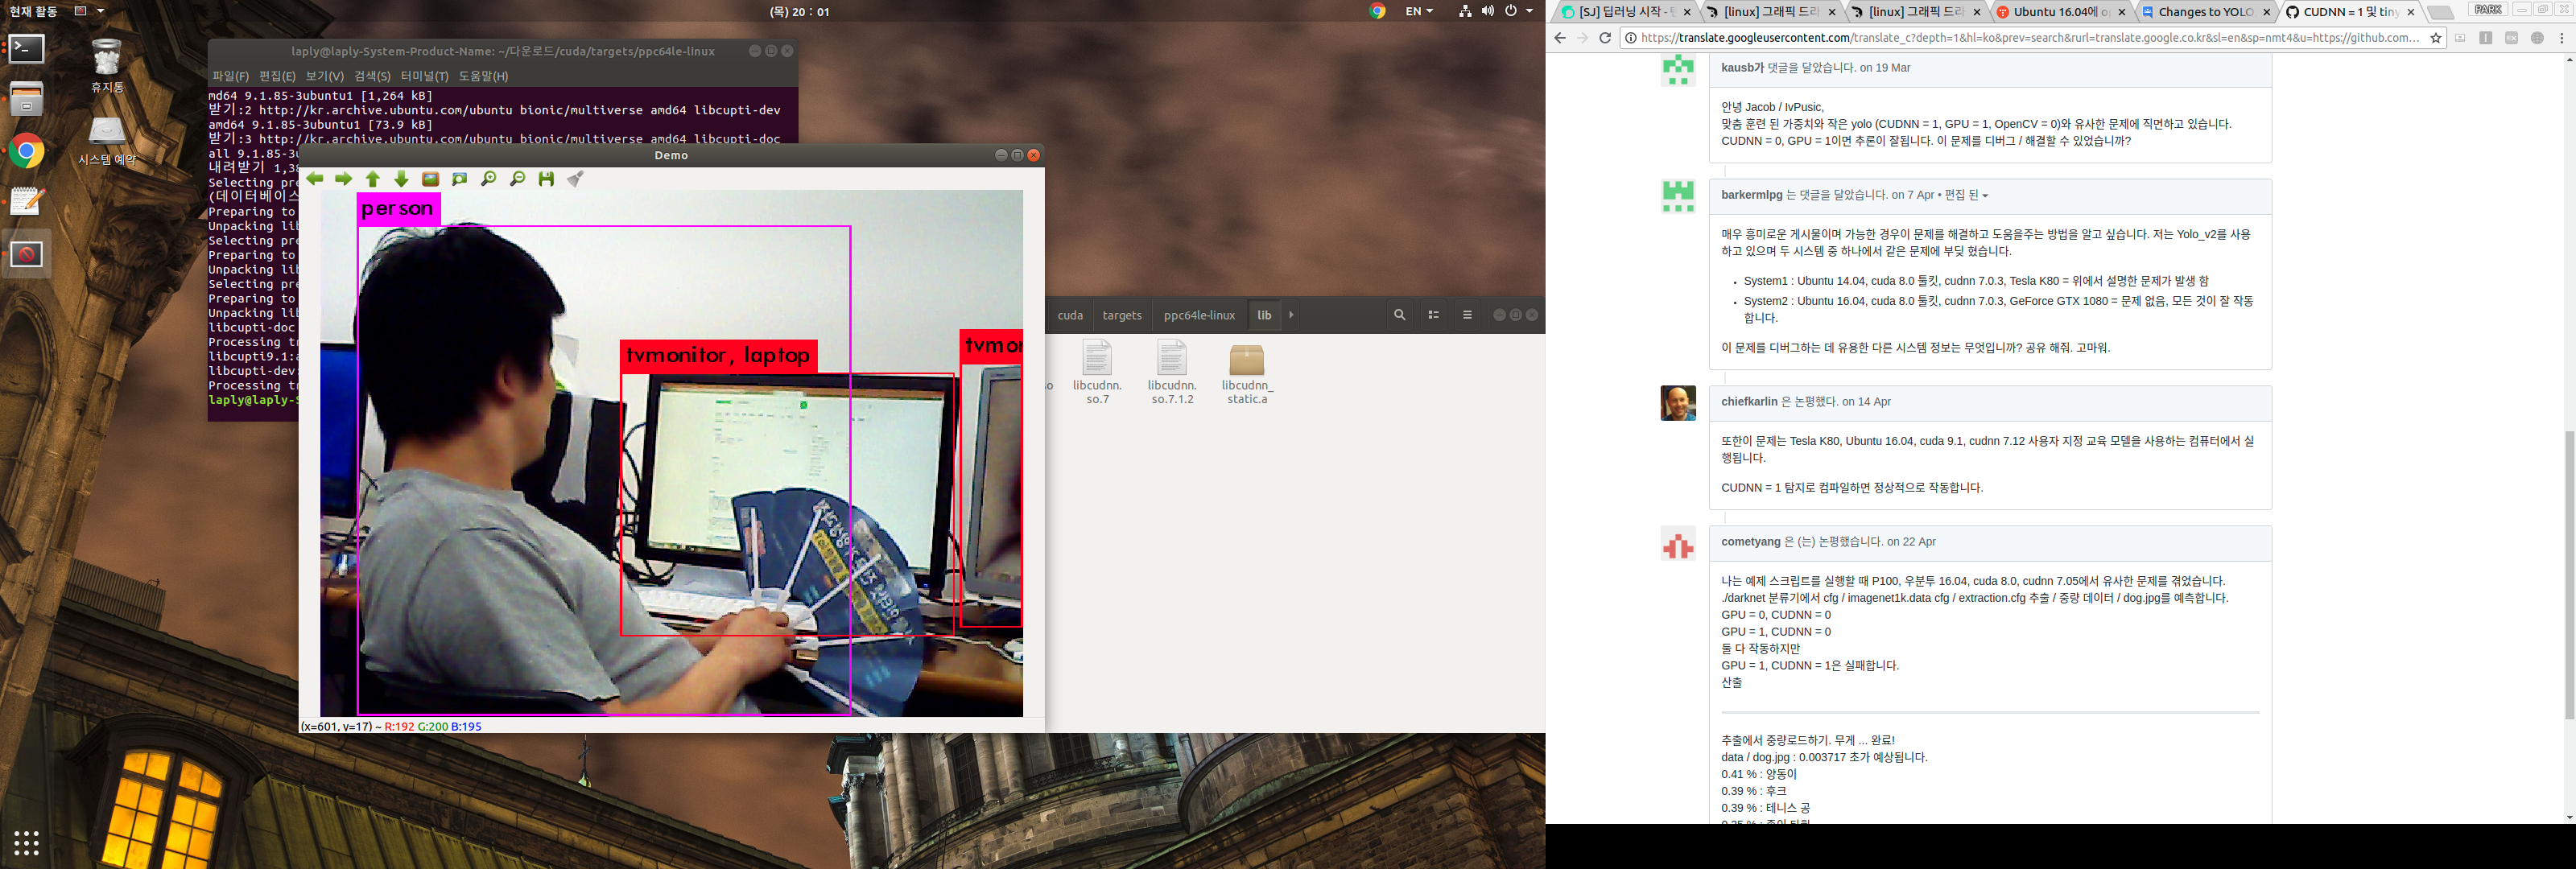 현재 활동
(목) 20 : 01
EN
휴지통
시스템 예약
laply@laply-System-Product-Name: ~/다운로드/cuda/targets/ppc64le-linux
파일(F) 편집(E) 보기(V) 검색(S) 터미널(T) 도움말(H)
md64 9.1.85-3ubuntu1 [1,264 kB]
받기:2 http://kr.archive.ubuntu.com/ubuntu bionic/multiverse amd64 libcupti-dev
amd64 9.1.85-3ubuntu1 [73.9 kB]
받기:3 http://kr.archive.ubuntu.com/ubuntu bionic/multiverse amd64 libcupti-doc
all 9.1.85-3u
내려받기 1,38
Selecting pre
(데이터베이스
Preparing to
Unpacking lib
Selecting pre
Preparing to
Unpacking lib
Selecting pre
Preparing to
Unpacking lib
libcupti-doc
Processing tr
libcupti9.1:a
libcupti-dev:
Processing tr
laply@laply-S
Demo
person
tvmonitor, laptop
tvmon
(x=601, y=17) ~ R:192 G:200 B:195
cuda
targets
ppc64le-linux
lib
so
libcudnn.
so.7
libcudnn.
so.7.1.2
libcudnn_
static.a
[SJ] 딥러닝 시작 - 텐
[linux] 그래픽 드라
[linux] 그래픽 드라
Ubuntu 16.04에 op
Changes to YOLO
CUDNN = 1 및 tiny
PARK
https://translate.googleusercontent.com/translate_c?depth=1&hl=ko&prev=search&rurl=translate.google.co.kr&sl=en&sp=nmt4&u=https://github.com...
kausb가 댓글을 달았습니다. on 19 Mar
안녕 Jacob / IvPusic,
맞춤 훈련 된 가중치와 작은 yolo (CUDNN = 1, GPU = 1, OpenCV = 0)와 유사한 문제에 직면하고 있습니다.
CUDNN = 0, GPU = 1이면 추론이 잘됩니다. 이 문제를 디버그 / 해결할 수 있었습니까?
barkermlpg 는 댓글을 달았습니다. on 7 Apr • 편집 된
매우 흥미로운 게시물이며 가능한 경우이 문제를 해결하고 도움을주는 방법을 알고 싶습니다. 저는 Yolo_v2를 사용
하고 있으며 두 시스템 중 하나에서 같은 문제에 부딪 혔습니다.
System1 : Ubuntu 14.04, cuda 8.0 툴킷, cudnn 7.0.3, Tesla K80 = 위에서 설명한 문제가 발생 함
System2 : Ubuntu 16.04, cuda 8.0 툴킷, cudnn 7.0.3, GeForce GTX 1080 = 문제 없음, 모든 것이 잘 작동
합니다.
이 문제를 디버그하는 데 유용한 다른 시스템 정보는 무엇입니까? 공유 해줘. 고마워.
chiefkarlin 은 논평했다. on 14 Apr
또한이 문제는 Tesla K80, Ubuntu 16.04, cuda 9.1, cudnn 7.12 사용자 지정 교육 모델을 사용하는 컴퓨터에서 실
행됩니다.
CUDNN = 1 탐지로 컴파일하면 정상적으로 작동합니다.
cometyang 은 (는) 논평했습니다. on 22 Apr
나는 예제 스크립트를 실행할 때 P100, 우분투 16.04, cuda 8.0, cudnn 7.05에서 유사한 문제를 겪었습니다.
./darknet 분류기에서 cfg / imagenet1k.data cfg / extraction.cfg 추출 / 중량 데이터 / dog.jpg를 예측합니다.
GPU = 0, CUDNN = 0
GPU = 1, CUDNN = 0
둘 다 작동하지만
GPU = 1, CUDNN = 1은 실패합니다.
산출
추출에서 중량로드하기. 무게 ... 완료!
data / dog.jpg : 0.003717 초가 예상됩니다.
0.41 % : 양동이
0.39 % : 후크
0.39 % : 테니스 공